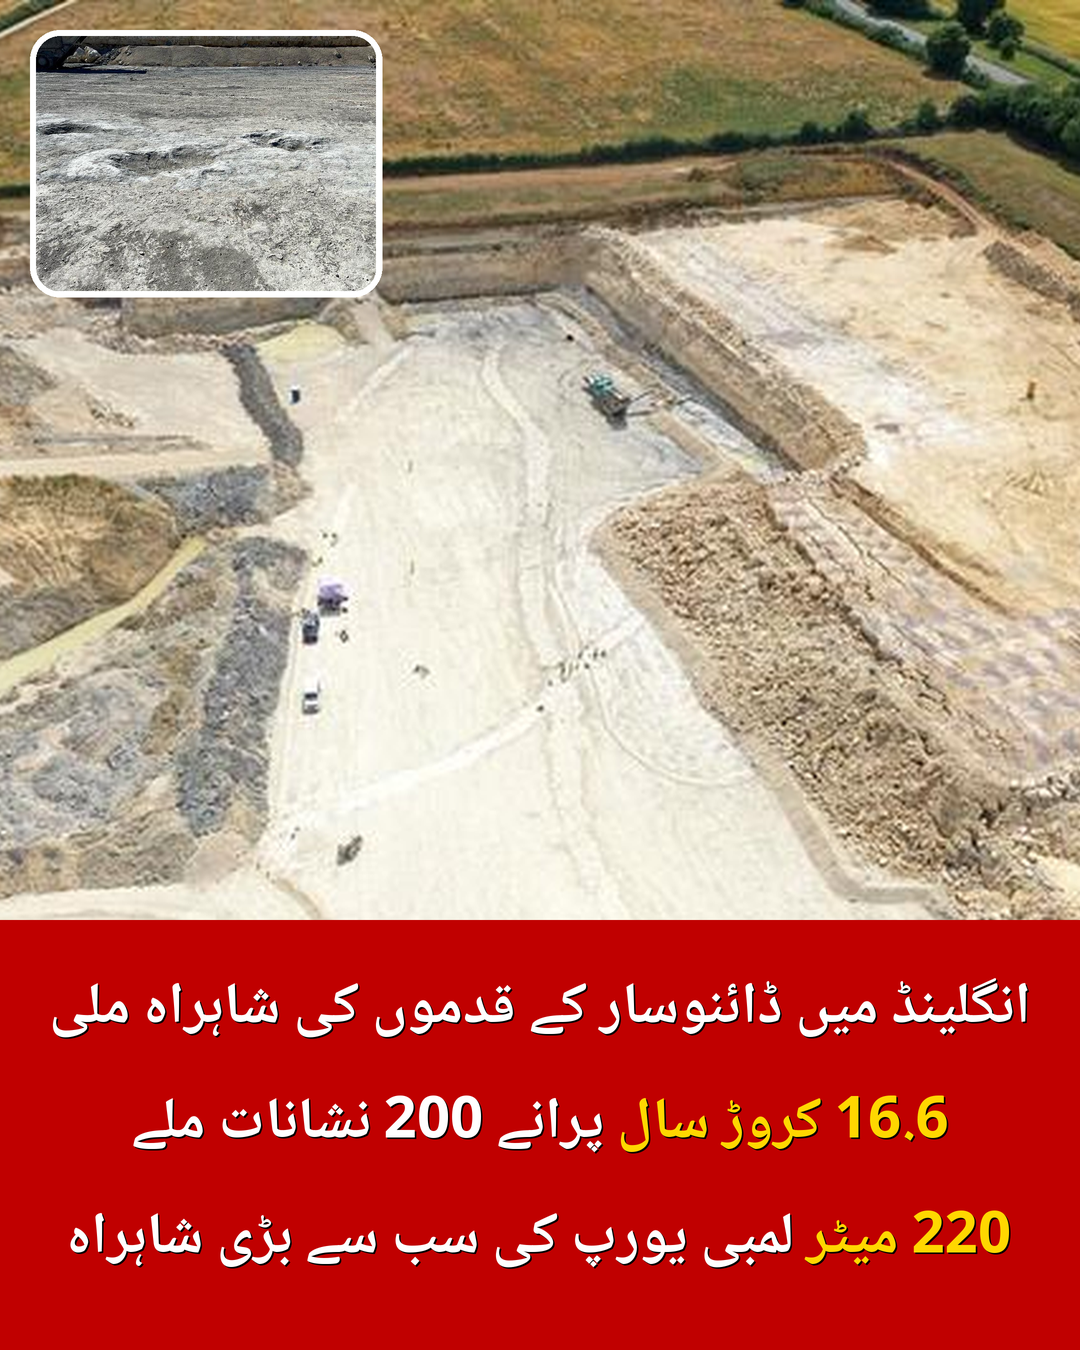 انگلینڈ میں ڈائنوسار کے قدموں کی شاہراہ ملی
16.6 کروڑ سال پرانے 200 نشانات ملے
220 میٹر لمبی یورپ کی سب سے بڑی شاہراہ